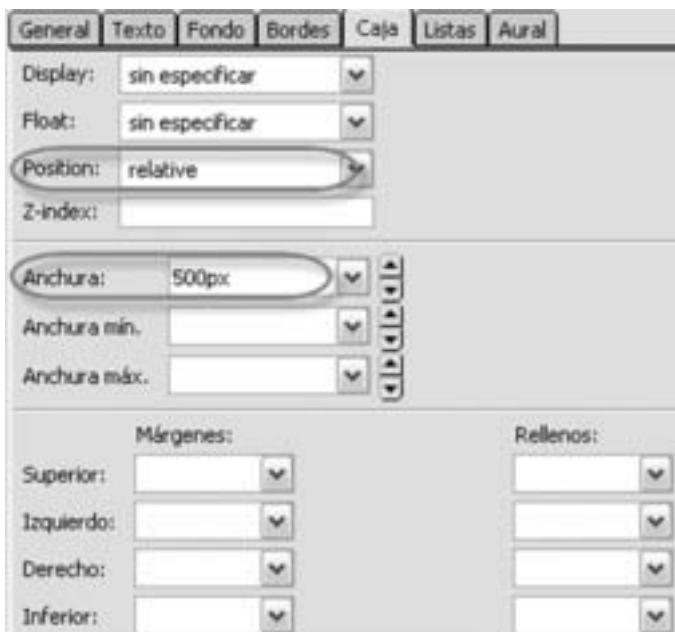 General Texto Fondo Bordes Caja Listas Aural
Display: sin especificar
Float: sin especificar
Position: relative
Z-index:
Anchura: 500px
Anchura mín.
Anchura máx.
Márgenes: Rellenos:
Superior:
Izquierdo:
Derecho:
Inferior: